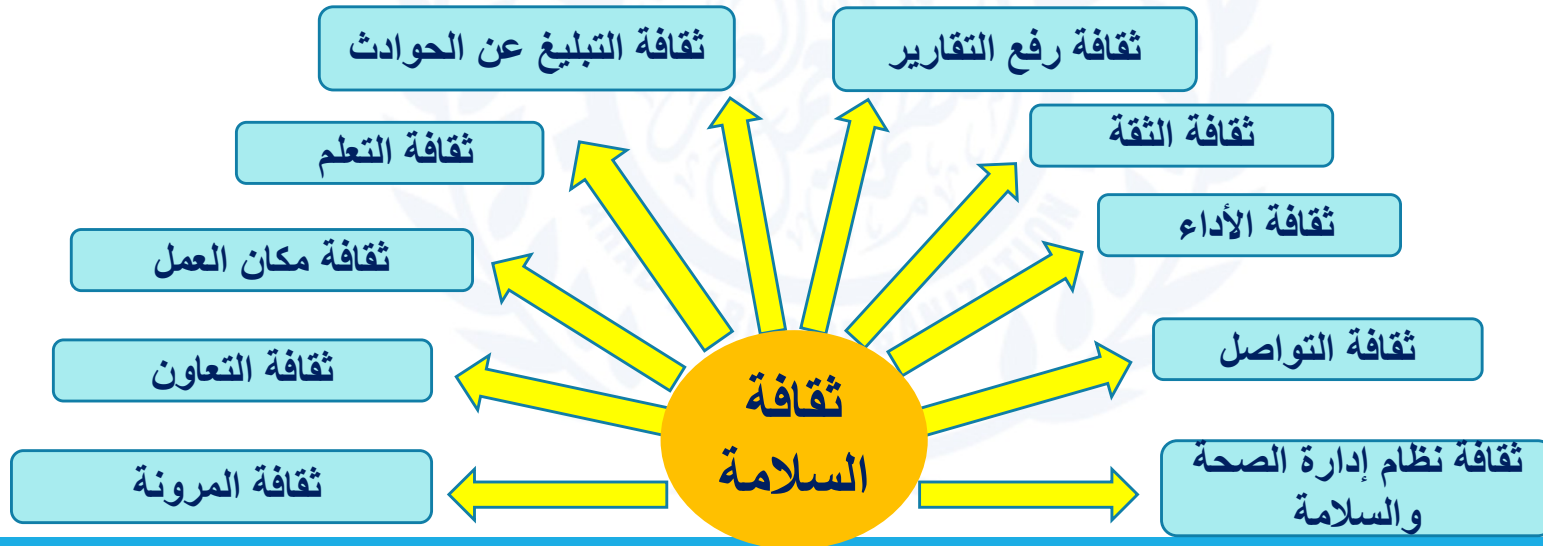 ثقافة رفع التقارير
ثقافة التبليغ عن الحوادث
ثقافة الثقة
ثقافة التعلم
ثقافة الأداء
ثقافة مكان العمل
ثقافة التواصل
ثقافة التعاون
ثقافة
السلامة
ثقافة نظام إدارة الصحة
والسلامة
ثقافة المرونة